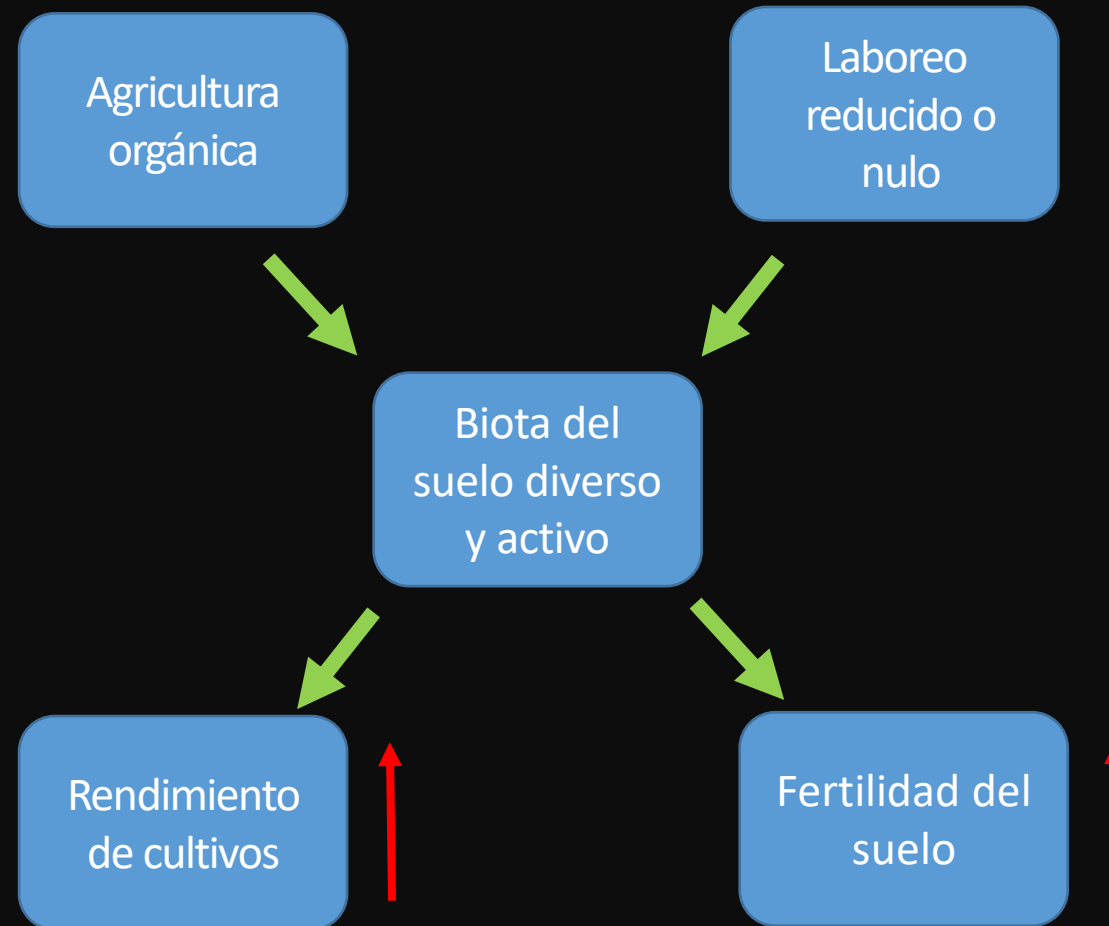 Agricultura
orgánica
Laboreo
reducido o
nulo
Biota del
suelo diverso
y activo
Rendimiento
de cultivos
Fertilidad del
suelo